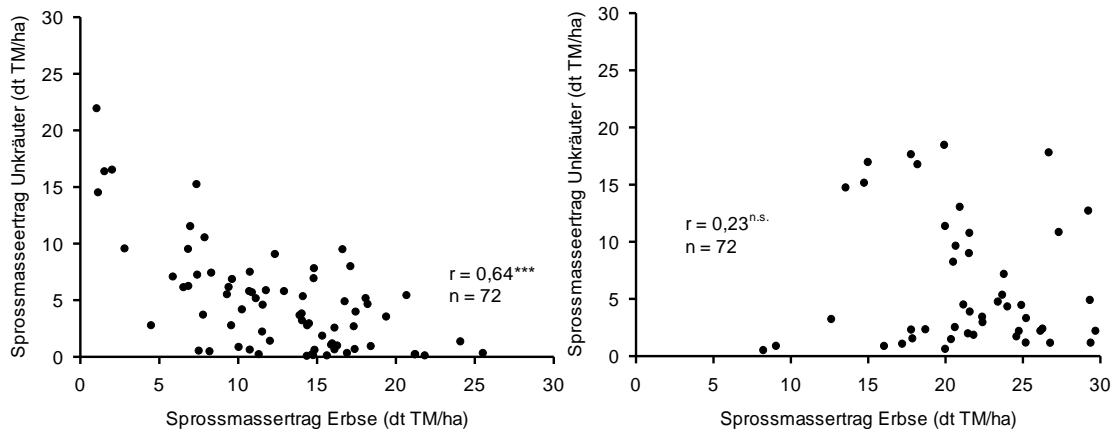 Sprossmasseertrag Unkräuter (dt TM/ha)
30
25
20
15
10
5
0
0 5 10 15 20 25 30
r = 0,64***
n = 72
Sprossmassertrag Erbse (dt TM/ha)
Sprossmasseertrag Unkräuter (dt TM/ha)
30
25
20
15
10
5
0
0 5 10 15 20 25 30
r = 0,23n.s.
n = 72
Sprossmassertrag Erbse (dt TM/ha)